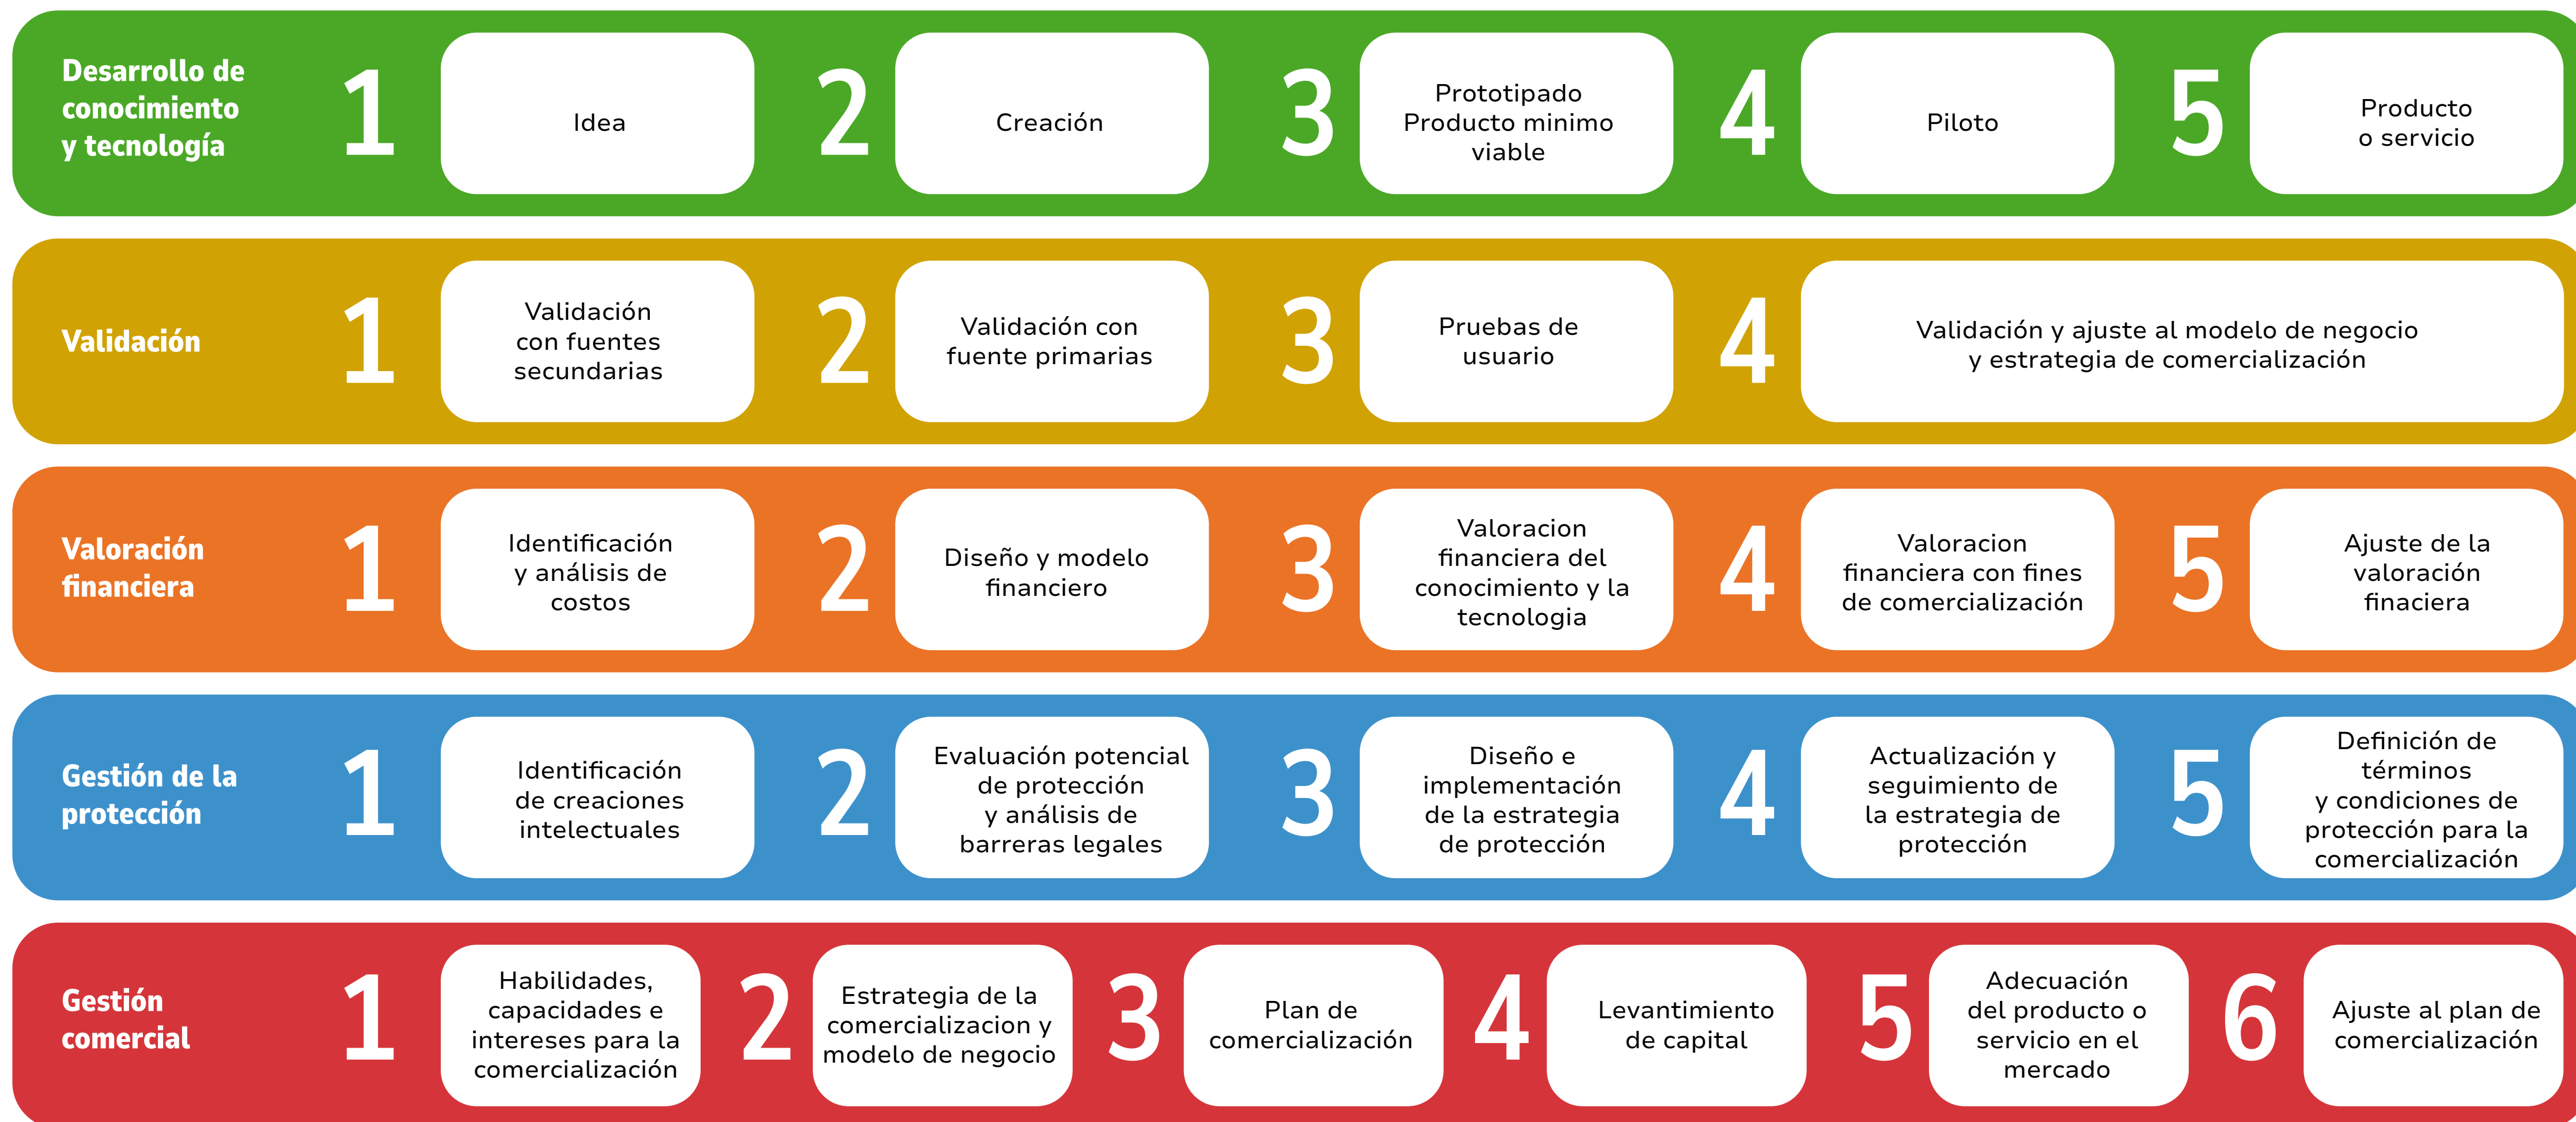 Desarrollo de
conocimiento
y tecnología
1
Idea
2
Creación
3
Prototipado
Producto minimo
viable
4
Piloto
5
Producto
o servicio
Validación
1
Validación
con fuentes
secundarias
2
Validación con
fuente primarias
3
Pruebas de
usuario
4
Validación y ajuste al modelo de negocio
y estrategia de comercialización
Valoración
financiera
1
Identificación
y análisis de
costos
2
Diseño y modelo
financiero
3
Valoracion
financiera del
conocimiento y la
tecnologia
4
Valoracion
financiera con fines
de comercialización
5
Ajuste de la
valoración
finaciera
Gestión de la
protección
1
Identificación
de creaciones
intelectuales
2
Evaluación potencial
de protección
y análisis de
barreras legales
3
Diseño e
implementación
de la estrategia
de protección
4
Actualización y
seguimiento de
la estrategia de
protección
5
Definición de
términos
y condiciones de
protección para la
comercialización
Gestión
comercial
1
Habilidades,
capacidades e
intereses para la
comercialización
2
Estrategia de la
comercializacion y
modelo de negocio
3
Plan de
comercialización
4
Levantimiento
de capital
5
Adecuación
del producto o
servicio en el
mercado
6
Ajuste al plan de
comercialización